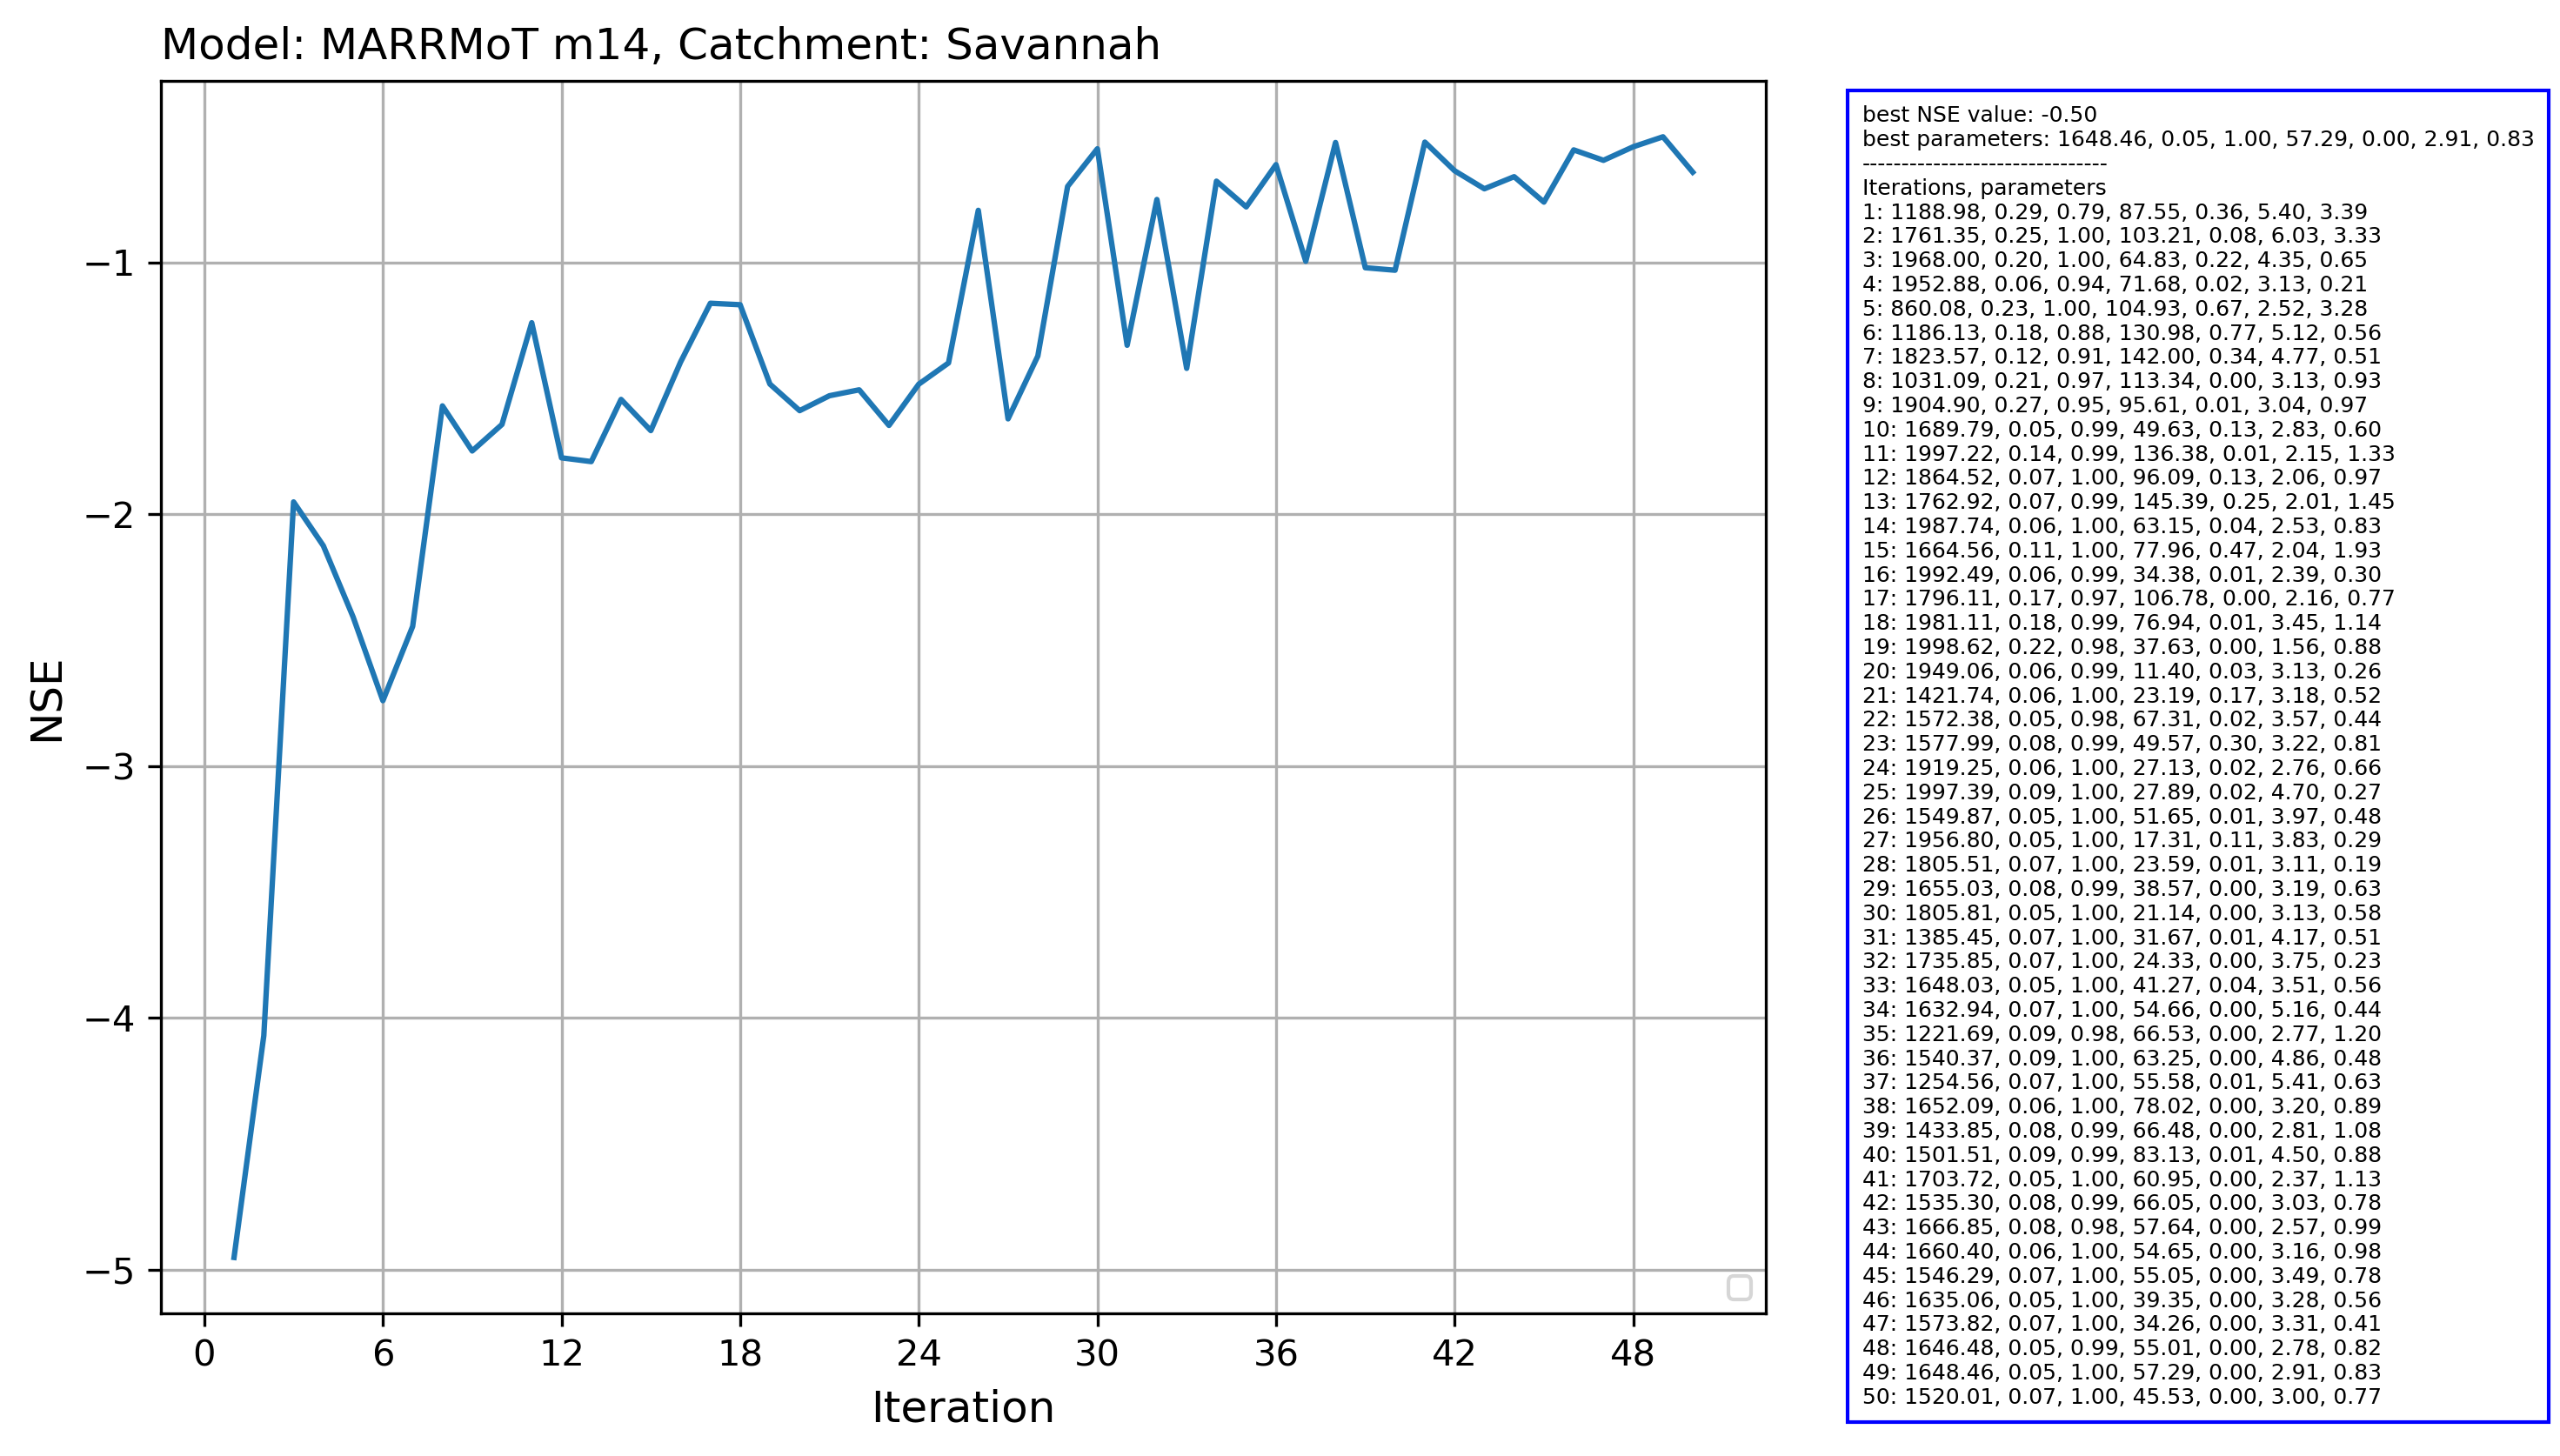 Model: MARRMoT m14, Catchment: Savannah
NSE
−1
−2
−3
−4
−5
0 6 12 18 24 30 36 42 48
Iteration
best NSE value: -0.50
best parameters: 1648.46, 0.05, 1.00, 57.29, 0.00, 2.91, 0.83
-------------------------------
Iterations, parameters
1: 1188.98, 0.29, 0.79, 87.55, 0.36, 5.40, 3.39
2: 1761.35, 0.25, 1.00, 103.21, 0.08, 6.03, 3.33
3: 1968.00, 0.20, 1.00, 64.83, 0.22, 4.35, 0.65
4: 1952.88, 0.06, 0.94, 71.68, 0.02, 3.13, 0.21
5: 860.08, 0.23, 1.00, 104.93, 0.67, 2.52, 3.28
6: 1186.13, 0.18, 0.88, 130.98, 0.77, 5.12, 0.56
7: 1823.57, 0.12, 0.91, 142.00, 0.34, 4.77, 0.51
8: 1031.09, 0.21, 0.97, 113.34, 0.00, 3.13, 0.93
9: 1904.90, 0.27, 0.95, 95.61, 0.01, 3.04, 0.97
10: 1689.79, 0.05, 0.99, 49.63, 0.13, 2.83, 0.60
11: 1997.22, 0.14, 0.99, 136.38, 0.01, 2.15, 1.33
12: 1864.52, 0.07, 1.00, 96.09, 0.13, 2.06, 0.97
13: 1762.92, 0.07, 0.99, 145.39, 0.25, 2.01, 1.45
14: 1987.74, 0.06, 1.00, 63.15, 0.04, 2.53, 0.83
15: 1664.56, 0.11, 1.00, 77.96, 0.47, 2.04, 1.93
16: 1992.49, 0.06, 0.99, 34.38, 0.01, 2.39, 0.30
17: 1796.11, 0.17, 0.97, 106.78, 0.00, 2.16, 0.77
18: 1981.11, 0.18, 0.99, 76.94, 0.01, 3.45, 1.14
19: 1998.62, 0.22, 0.98, 37.63, 0.00, 1.56, 0.88
20: 1949.06, 0.06, 0.99, 11.40, 0.03, 3.13, 0.26
21: 1421.74, 0.06, 1.00, 23.19, 0.17, 3.18, 0.52
22: 1572.38, 0.05, 0.98, 67.31, 0.02, 3.57, 0.44
23: 1577.99, 0.08, 0.99, 49.57, 0.30, 3.22, 0.81
24: 1919.25, 0.06, 1.00, 27.13, 0.02, 2.76, 0.66
25: 1997.39, 0.09, 1.00, 27.89, 0.02, 4.70, 0.27
26: 1549.87, 0.05, 1.00, 51.65, 0.01, 3.97, 0.48
27: 1956.80, 0.05, 1.00, 17.31, 0.11, 3.83, 0.29
28: 1805.51, 0.07, 1.00, 23.59, 0.01, 3.11, 0.19
29: 1655.03, 0.08, 0.99, 38.57, 0.00, 3.19, 0.63
30: 1805.81, 0.05, 1.00, 21.14, 0.00, 3.13, 0.58
31: 1385.45, 0.07, 1.00, 31.67, 0.01, 4.17, 0.51
32: 1735.85, 0.07, 1.00, 24.33, 0.00, 3.75, 0.23
33: 1648.03, 0.05, 1.00, 41.27, 0.04, 3.51, 0.56
34: 1632.94, 0.07, 1.00, 54.66, 0.00, 5.16, 0.44
35: 1221.69, 0.09, 0.98, 66.53, 0.00, 2.77, 1.20
36: 1540.37, 0.09, 1.00, 63.25, 0.00, 4.86, 0.48
37: 1254.56, 0.07, 1.00, 55.58, 0.01, 5.41, 0.63
38: 1652.09, 0.06, 1.00, 78.02, 0.00, 3.20, 0.89
39: 1433.85, 0.08, 0.99, 66.48, 0.00, 2.81, 1.08
40: 1501.51, 0.09, 0.99, 83.13, 0.01, 4.50, 0.88
41: 1703.72, 0.05, 1.00, 60.95, 0.00, 2.37, 1.13
42: 1535.30, 0.08, 0.99, 66.05, 0.00, 3.03, 0.78
43: 1666.85, 0.08, 0.98, 57.64, 0.00, 2.57, 0.99
44: 1660.40, 0.06, 1.00, 54.65, 0.00, 3.16, 0.98
45: 1546.29, 0.07, 1.00, 55.05, 0.00, 3.49, 0.78
46: 1635.06, 0.05, 1.00, 39.35, 0.00, 3.28, 0.56
47: 1573.82, 0.07, 1.00, 34.26, 0.00, 3.31, 0.41
48: 1646.48, 0.05, 0.99, 55.01, 0.00, 2.78, 0.82
49: 1648.46, 0.05, 1.00, 57.29, 0.00, 2.91, 0.83
50: 1520.01, 0.07, 1.00, 45.53, 0.00, 3.00, 0.77